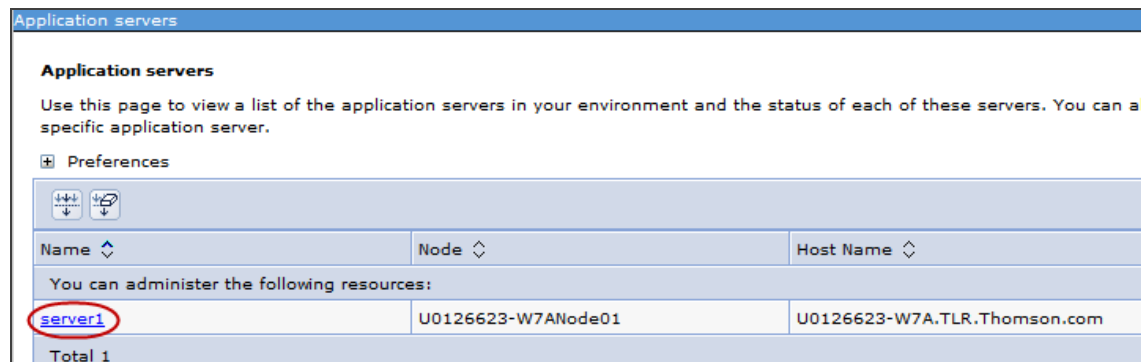 Application servers
Application servers
Use this page to view a list of the application servers in your environment and the status of each of these servers. You can
specific application server.
Preferences
Name Node Host Name
You can administer the following resources:
server1 U0126623-W7ANode01 U0126623-W7A.TLR.Thomson.com
Total 1